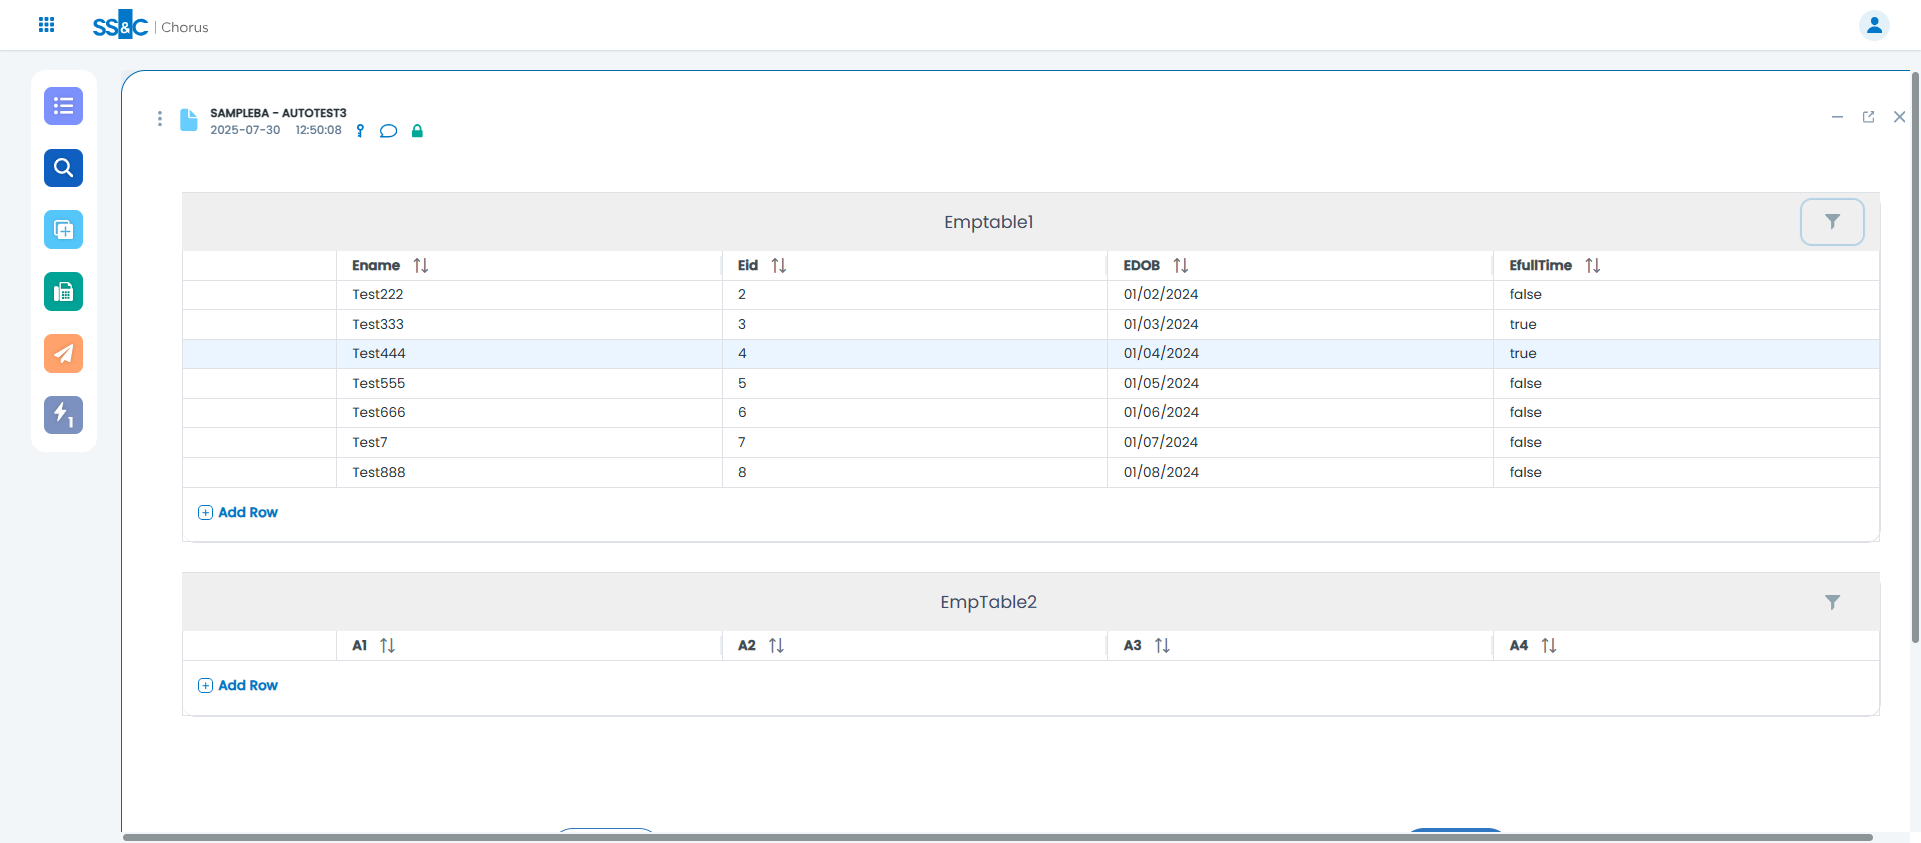 SS&C | Chorus
SAMPLEBA - AUTOTEST3
2025-07-30 12:50:08
Emptable1
Ename Eid EDOB EfullTime
Test222 2 01/02/2024 false
Test333 3 01/03/2024 true
Test444 4 01/04/2024 true
Test555 5 01/05/2024 false
Test666 6 01/06/2024 false
Test7 7 01/07/2024 false
Test888 8 01/08/2024 false
Add Row
EmpTable2
A1 A2 A3 A4
Add Row
1